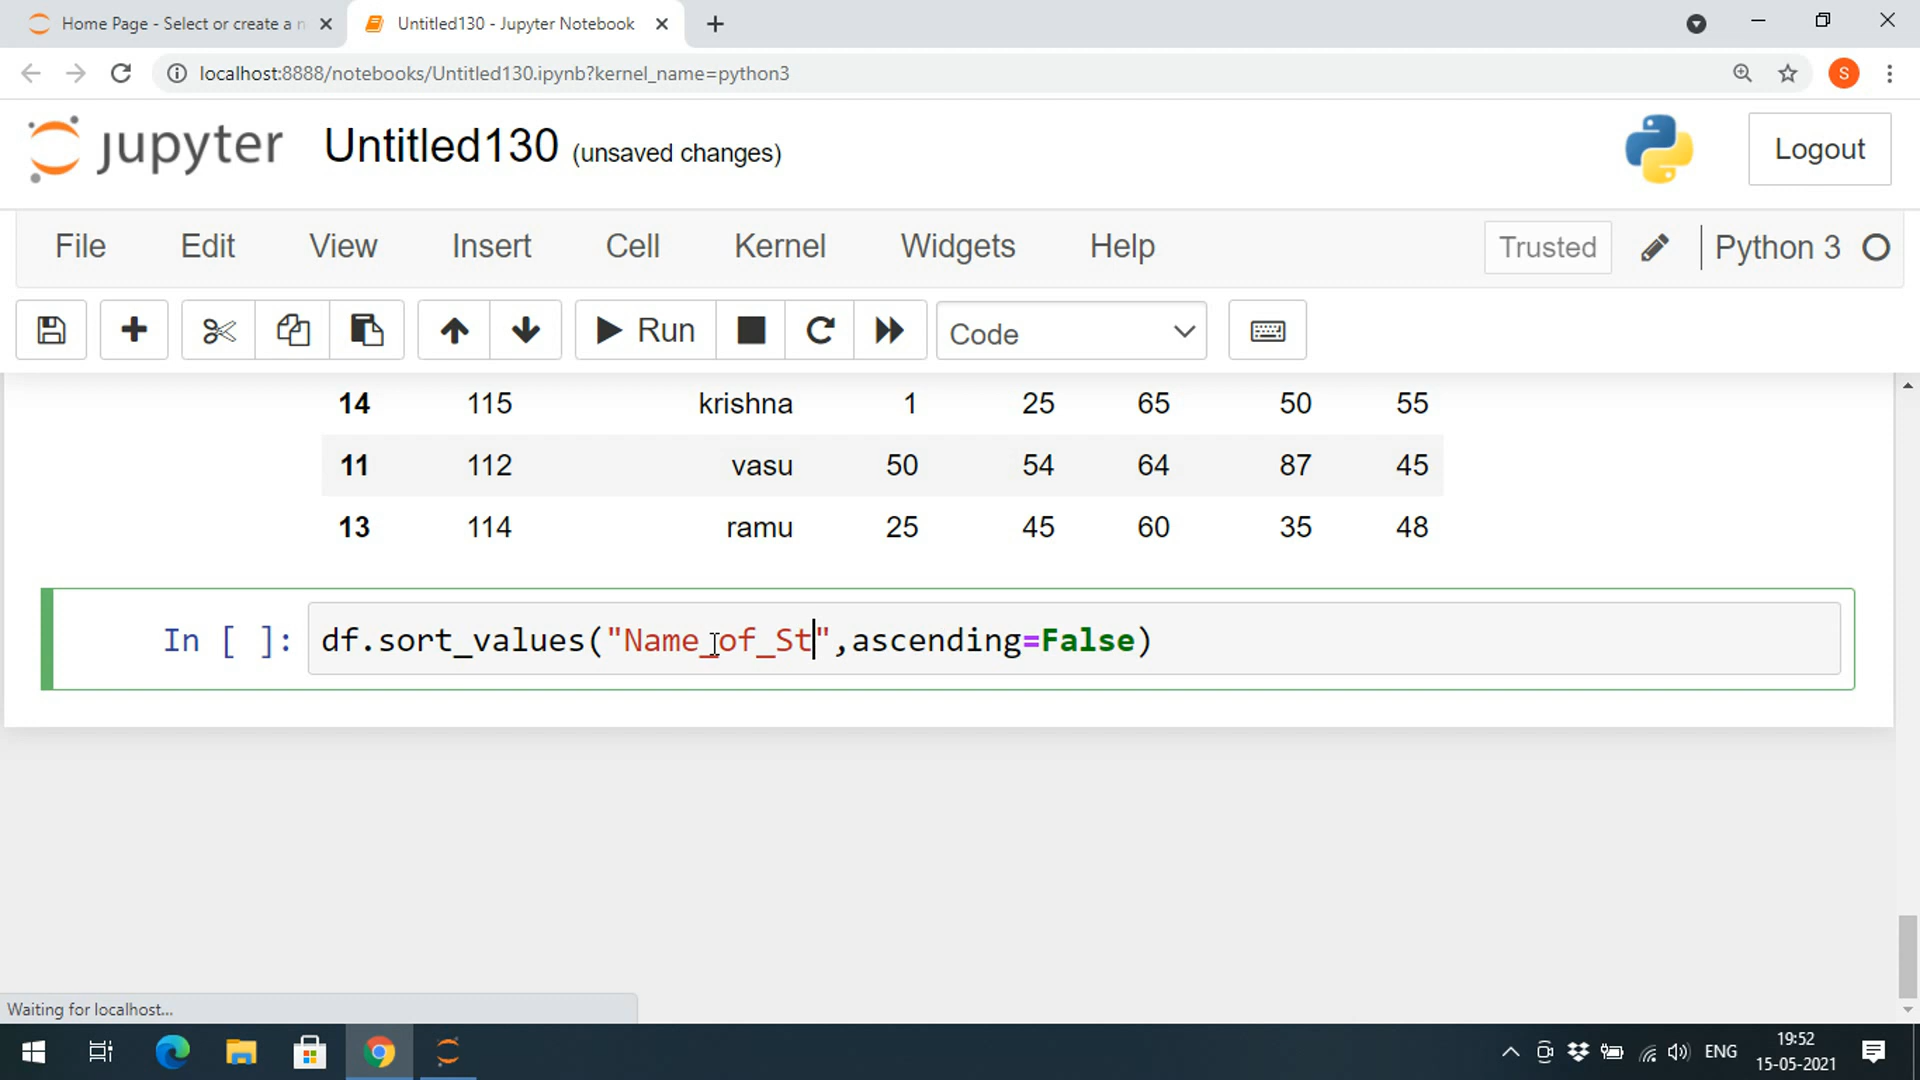 Home Page - Select or create a n
Untitled130 - Jupyter Notebook
localhost:8888/notebooks/Untitled130.ipynb?kernel_name=python3
S
jupyter Untitled130 (unsaved changes)
Logout
File Edit View Insert Cell Kernel Widgets Help
Trusted
Python 3
Run
Code
14 115 krishna 1 25 65 50 55
11 112 vasu 50 54 64 87 45
13 114 ramu 25 45 60 35 48
In [ ]: df.sort_values("Name_of_St",ascending=False)
Waiting for localhost...
ENG
19:52
15-05-2021